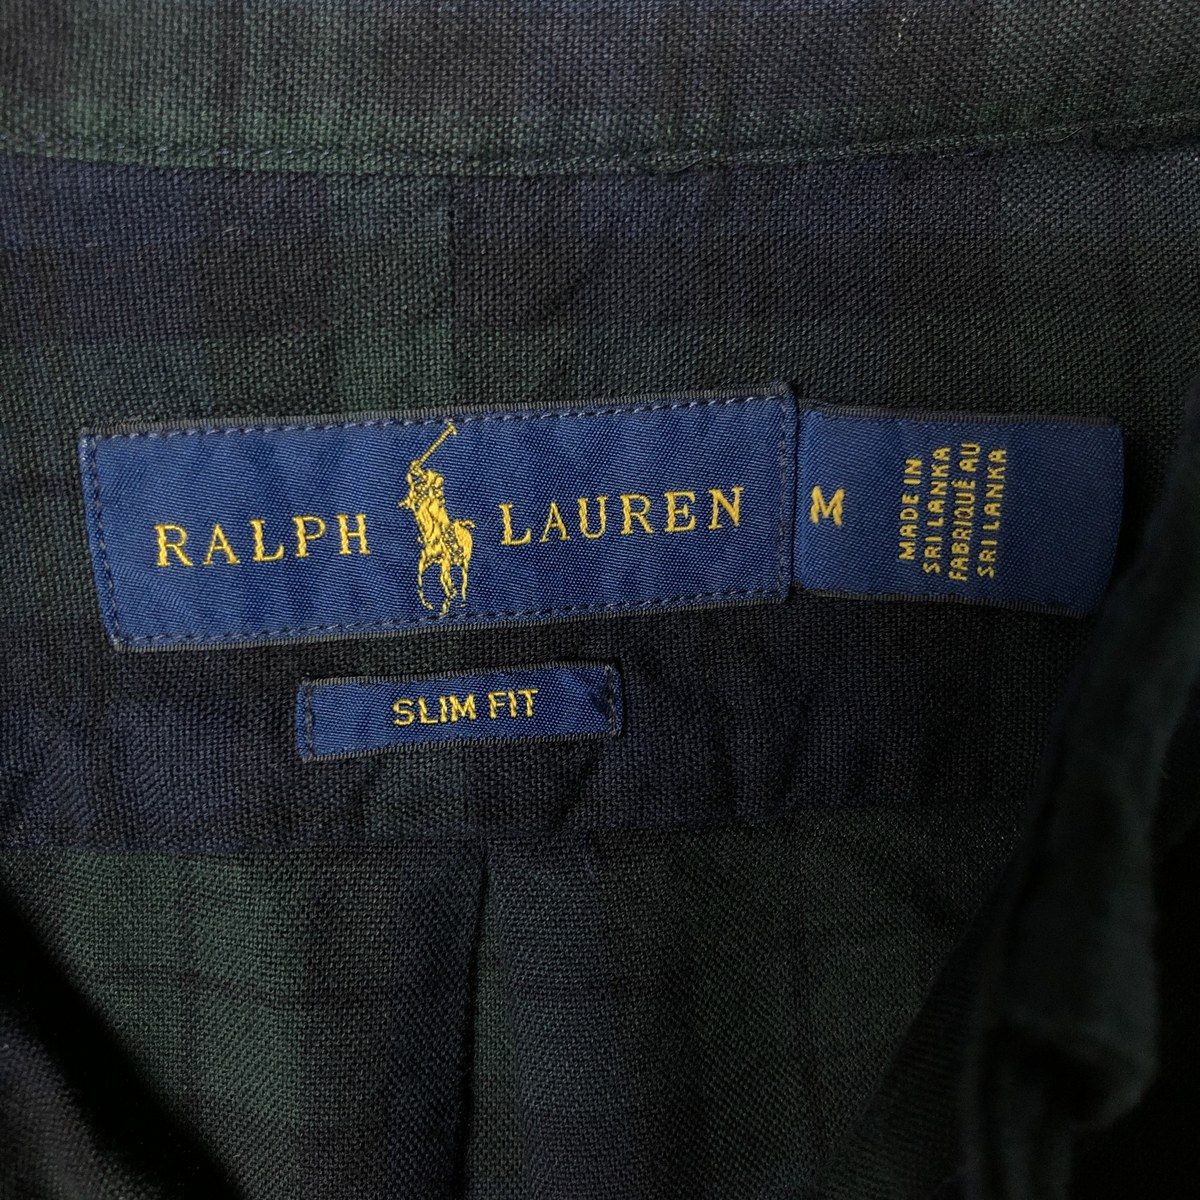 RALPH LAUREN
M
MADE IN
SRI LANKA
FABRIQUÉ AU
SRI LANKA
SLIM FIT